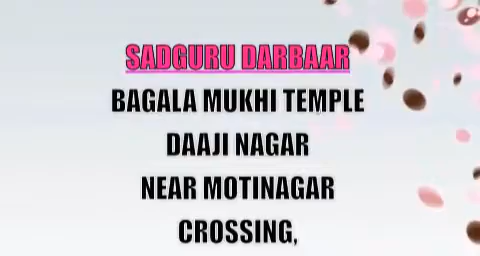 SADGURU DARBAAR
BAGALA MUKHI TEMPLE
DAAJI NAGAR
NEAR MOTINAGAR
CROSSING,